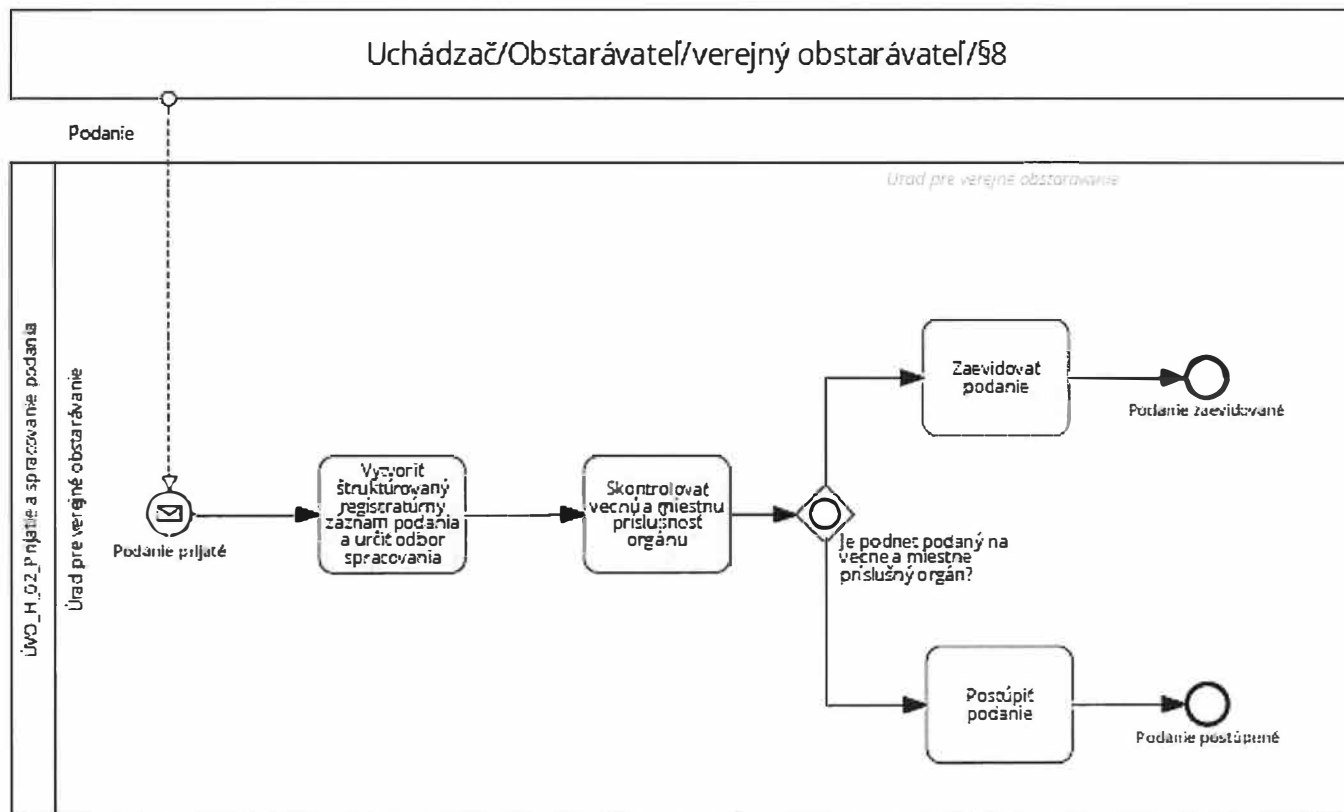 Uchádzač/Obstarávateľ/verejný obstarávateľ/§8
Podanie
Úrad pre verejné obstarávanie
ÚVO_H_02_Prijatie a spracovanie podania
Úrad pre verejné obstarávanie
Podanie prijaté
Vytvoriť
štruktúrovaný
registratúrny
záznam podania
a určiť odbor
spracovania
Skontrolovať
vecnú a miestnu
príslušnosť
orgánu
Je podnet podaný na
vecne a miestne
príslušný orgán?
Zaevidovať
podanie
Podanie zaevidované
Postúpiť
podanie
Podanie postúpené